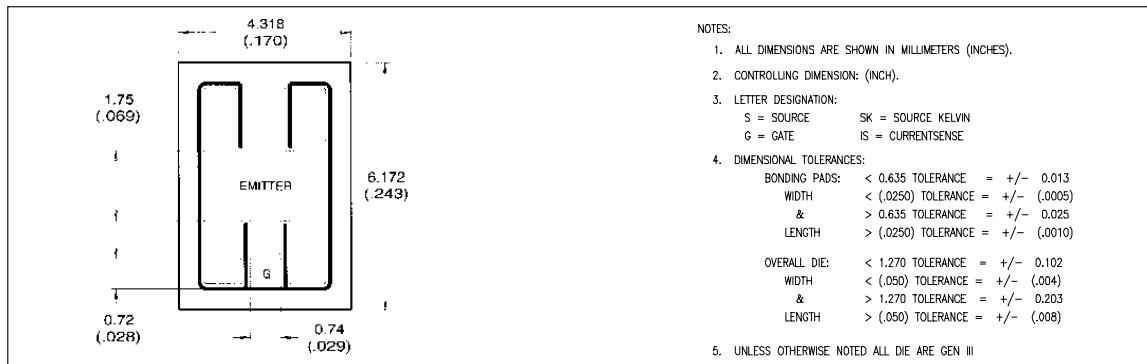 4.318
(.170)
1.75
(.069)
EMITTER
6.172
(.243)
G
0.72
(.028)
0.74
(.029)
NOTES:
1. ALL DIMENSIONS ARE SHOWN IN MILLIMETERS (INCHES).
2. CONTROLLING DIMENSION: (INCH).
3. LETTER DESIGNATION:
S = SOURCE SK = SOURCE KELVIN
G = GATE IS = CURRENTSENSE
4. DIMENSIONAL TOLERANCES:
BONDING PADS: < 0.635 TOLERANCE = +/- 0.013
WIDTH < (.0250) TOLERANCE = +/- (.0005)
& > 0.635 TOLERANCE = +/- 0.025
LENGTH > (.0250) TOLERANCE = +/- (.0010)
OVERALL DIE: < 1.270 TOLERANCE = +/- 0.102
WIDTH < (.050) TOLERANCE = +/- (.004)
& > 1.270 TOLERANCE = +/- 0.203
LENGTH > (.050) TOLERANCE = +/- (.008)
5. UNLESS OTHERWISE NOTED ALL DIE ARE GEN III